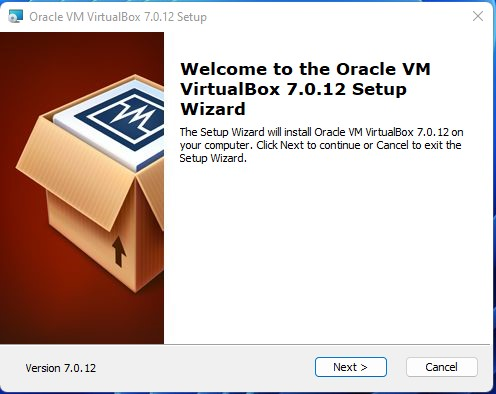 Oracle VM VirtualBox 7.0.12 Setup
Welcome to the Oracle VM
VirtualBox 7.0.12 Setup
Wizard
The Setup Wizard will install Oracle VM VirtualBox 7.0.12 on
your computer. Click Next to continue or Cancel to exit the
Setup Wizard.
Version 7.0.12
Next >
Cancel